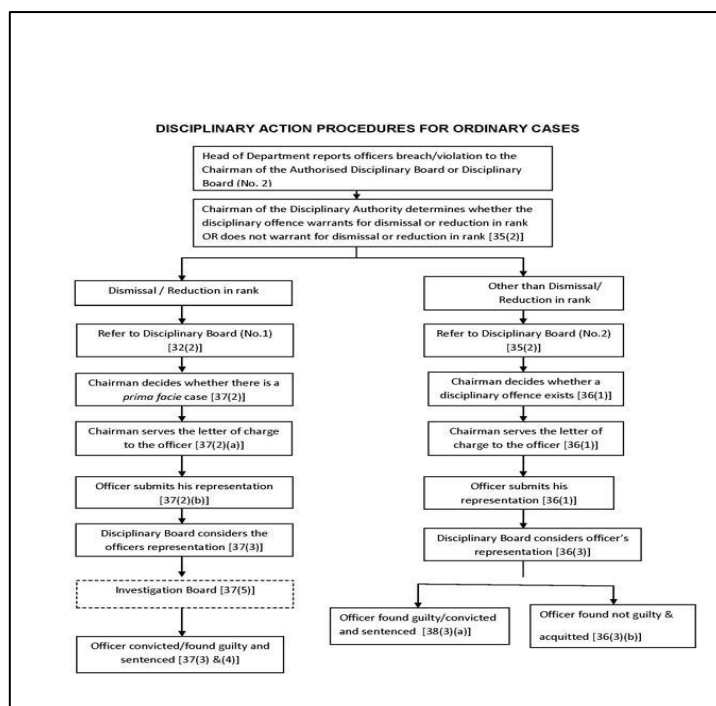 DISCIPLINARY ACTION PROCEDURES FOR ORDINARY CASES
Head of Department reports officers breach/violation to the
Chairman of the Authorised Disciplinary Board or Disciplinary
Board (No. 2)
Chairman of the Disciplinary Authority determines whether the
disciplinary offence warrants for dismissal or reduction in rank
OR does not warrant for dismissal or reduction in rank [35(2)]
Dismissal / Reduction in rank
Refer to Disciplinary Board (No.1)
[32(2)]
Chairman decides whether there is a
prima facie case [37(2)]
Chairman serves the letter of charge
to the officer [37(2)(a)]
Officer submits his representation
[37(2)(b)]
Disciplinary Board considers the
officers representation [37(3)]
Investigation Board [37(5)]
Officer convicted/found guilty and
sentenced [37(3) &(4)]
Other than Dismissal/
Reduction in rank
Refer to Disciplinary Board (No.2)
[35(2)]
Chairman decides whether a
disciplinary offence exists [36(1)]
Chairman serves the letter of
charge to the officer [36(1)]
Officer submits his
representation [36(1)]
Disciplinary Board considers officer's
representation [36(3)]
Officer found guilty/convicted
and sentenced [38(3)(a)]
Officer found not guilty &
acquitted [36(3)(b)]